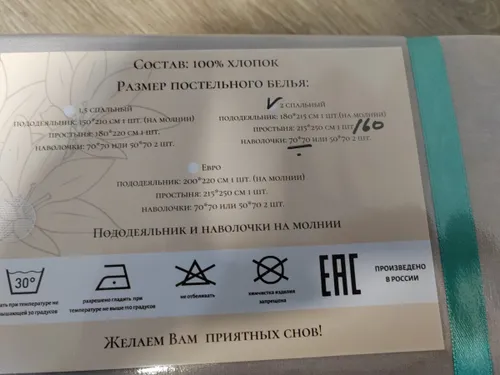 Состав: 100% хлопок
Размер постельного белья:
1,5 спальный
пододеяльник: 150*210 см 1 шт. (на молнии)
простыня: 180*220 см 1 шт.
наволочки: 70*70 или 50*70 2 шт.
2 спальный
пододеяльник: 180*215 см 1 шт.(на молнии)
простыня: 215*250 см 1 шт. /160
наволочки: 70*70 или 50*70 2 шт.
Евро
пододеяльник: 200*220 см 1 шт. (на молнии)
простыня: 215*250 см 1 шт.
наволочки: 70*70 или 50*70 2 шт.
Пододеяльник и наволочки на молнии
30°
при температуре не
градусов
разрешено гладить при
температуре не выше 110 градусов
не отбеливать
химчистка изделия
запрещена
EAC
ПРОИЗВЕДЕНО
В РОССИИ
Желаем Вам приятных снов!